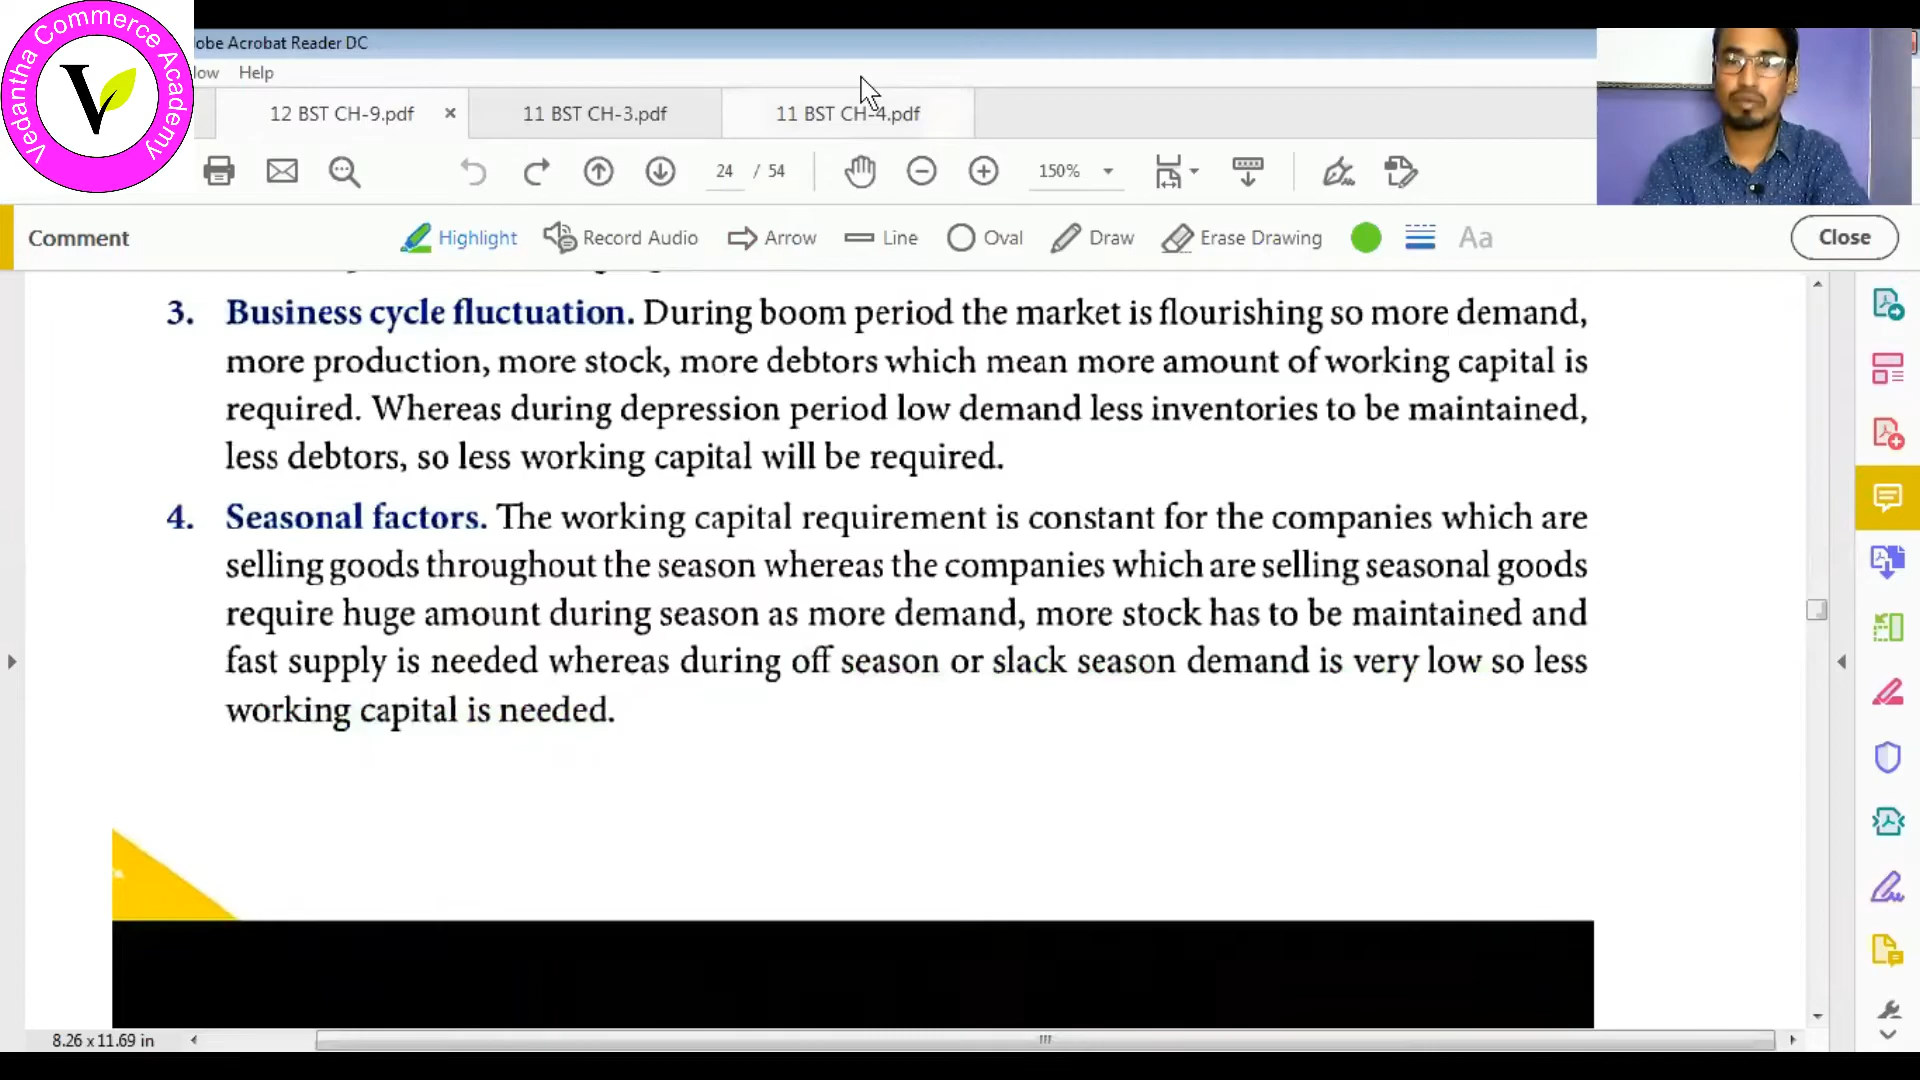 Vedantha Commerce Academy
V
obe Acrobat Reader DC
Help
12 BST CH-9.pdf
11 BST CH-3.pdf
11 BST CH-4.pdf
24 / 54
150%
Comment
Highlight
Record Audio
Arrow
Line
Oval
Draw
Erase Drawing
Aa
Close
3. Business cycle fluctuation. During boom period the market is flourishing so more demand,
more production, more stock, more debtors which mean more amount of working capital is
required. Whereas during depression period low demand less inventories to be maintained,
less debtors, so less working capital will be required.
4. Seasonal factors. The working capital requirement is constant for the companies which are
selling goods throughout the season whereas the companies which are selling seasonal goods
require huge amount during season as more demand, more stock has to be maintained and
fast supply is needed whereas during off season or slack season demand is very low so less
working capital is needed.
8.26 x 11.69 in